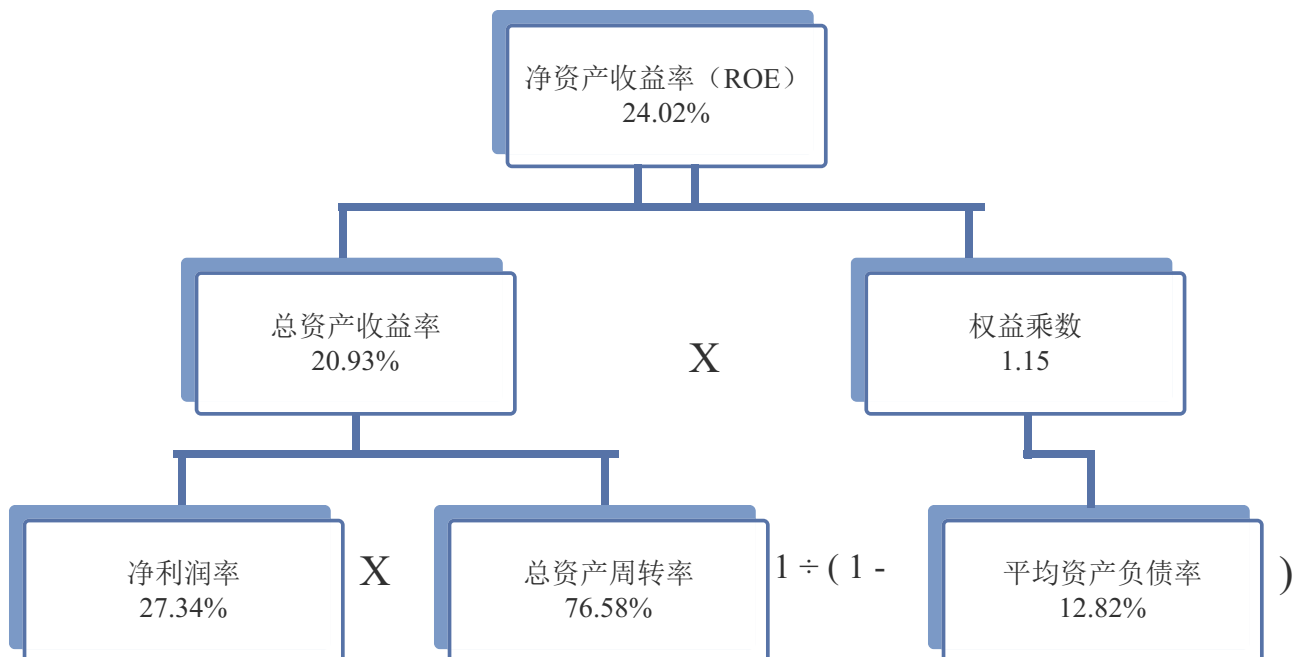 净资产收益率（ROE）
24.02%
总资产收益率
20.93%
X
权益乘数
1.15
净利润率
27.34%
X
总资产周转率
76.58%
1 ÷ ( 1 -
平均资产负债率
12.82%
)